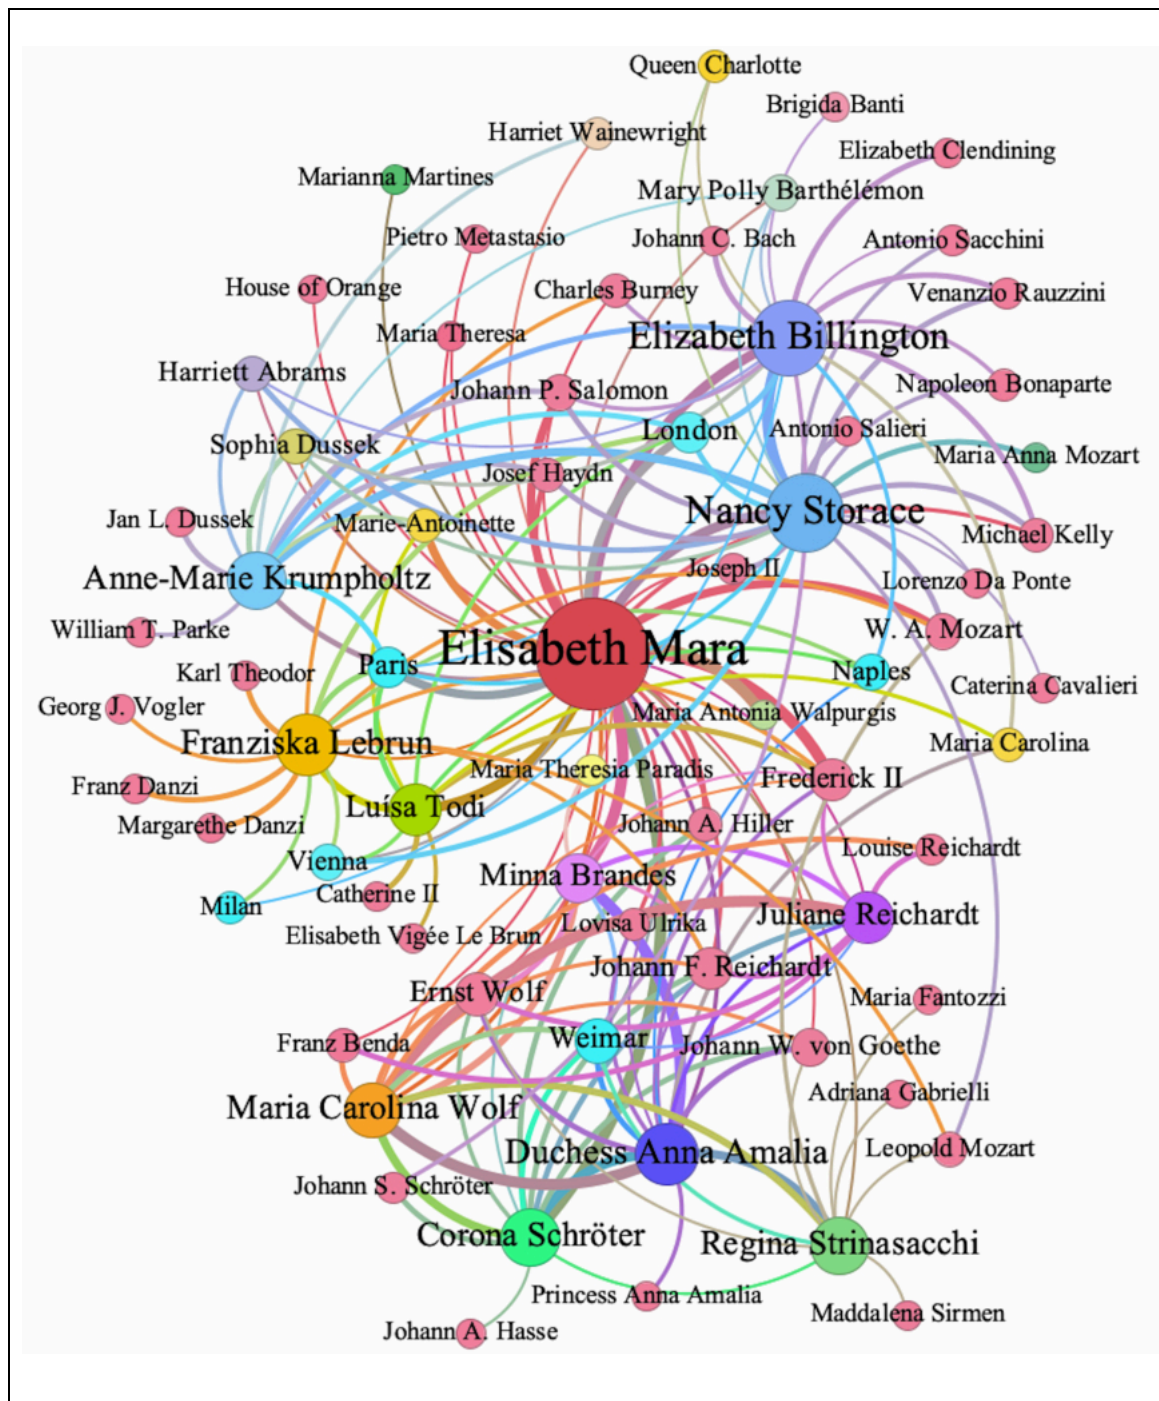 Queen Charlotte
Brigida Banti
Harriet Wainewright
Elizabeth Clendining
Marianna Martines
Mary Polly Barthélémon
Pietro Metastasio
Johann C. Bach
Antonio Sacchini
House of Orange
Charles Burney
Venanzio Rauzzini
Maria Theresa
Elizabeth Billington
Harriett Abrams
Johann P. Salomon
Napoleon Bonaparte
London
Antonio Salieri
Sophia Dussek
Maria Anna Mozart
Josef Haydn
Jan L. Dussek
Marie-Antoinette
Nancy Storace
Michael Kelly
Anne-Marie Krumpholtz
Joseph II
Lorenzo Da Ponte
William T. Parke
Elisabeth Mara
W. A. Mozart
Karl Theodor
Paris
Naples
Caterina Cavalieri
Georg J. Vogler
Maria Antonia Walpurgis
Franziska Lebrun
Maria Carolina
Maria Theresia Paradis
Frederick II
Franz Danzi
Luísa Todi
Margarethe Danzi
Johann A. Hiller
Louise Reichardt
Vienna
Minna Brandes
Catherine II
Milan
Juliane Reichardt
Lovisa Ulrika
Elisabeth Vigée Le Brun
Johann F. Reichardt
Ernst Wolf
Maria Fantozzi
Franz Benda
Weimar
Johann W. von Goethe
Adriana Gabrielli
Maria Carolina Wolf
Duchess Anna Amalia
Leopold Mozart
Johann S. Schröter
Corona Schröter
Regina Strinasacchi
Princess Anna Amalia
Maddalena Sirmen
Johann A. Hasse